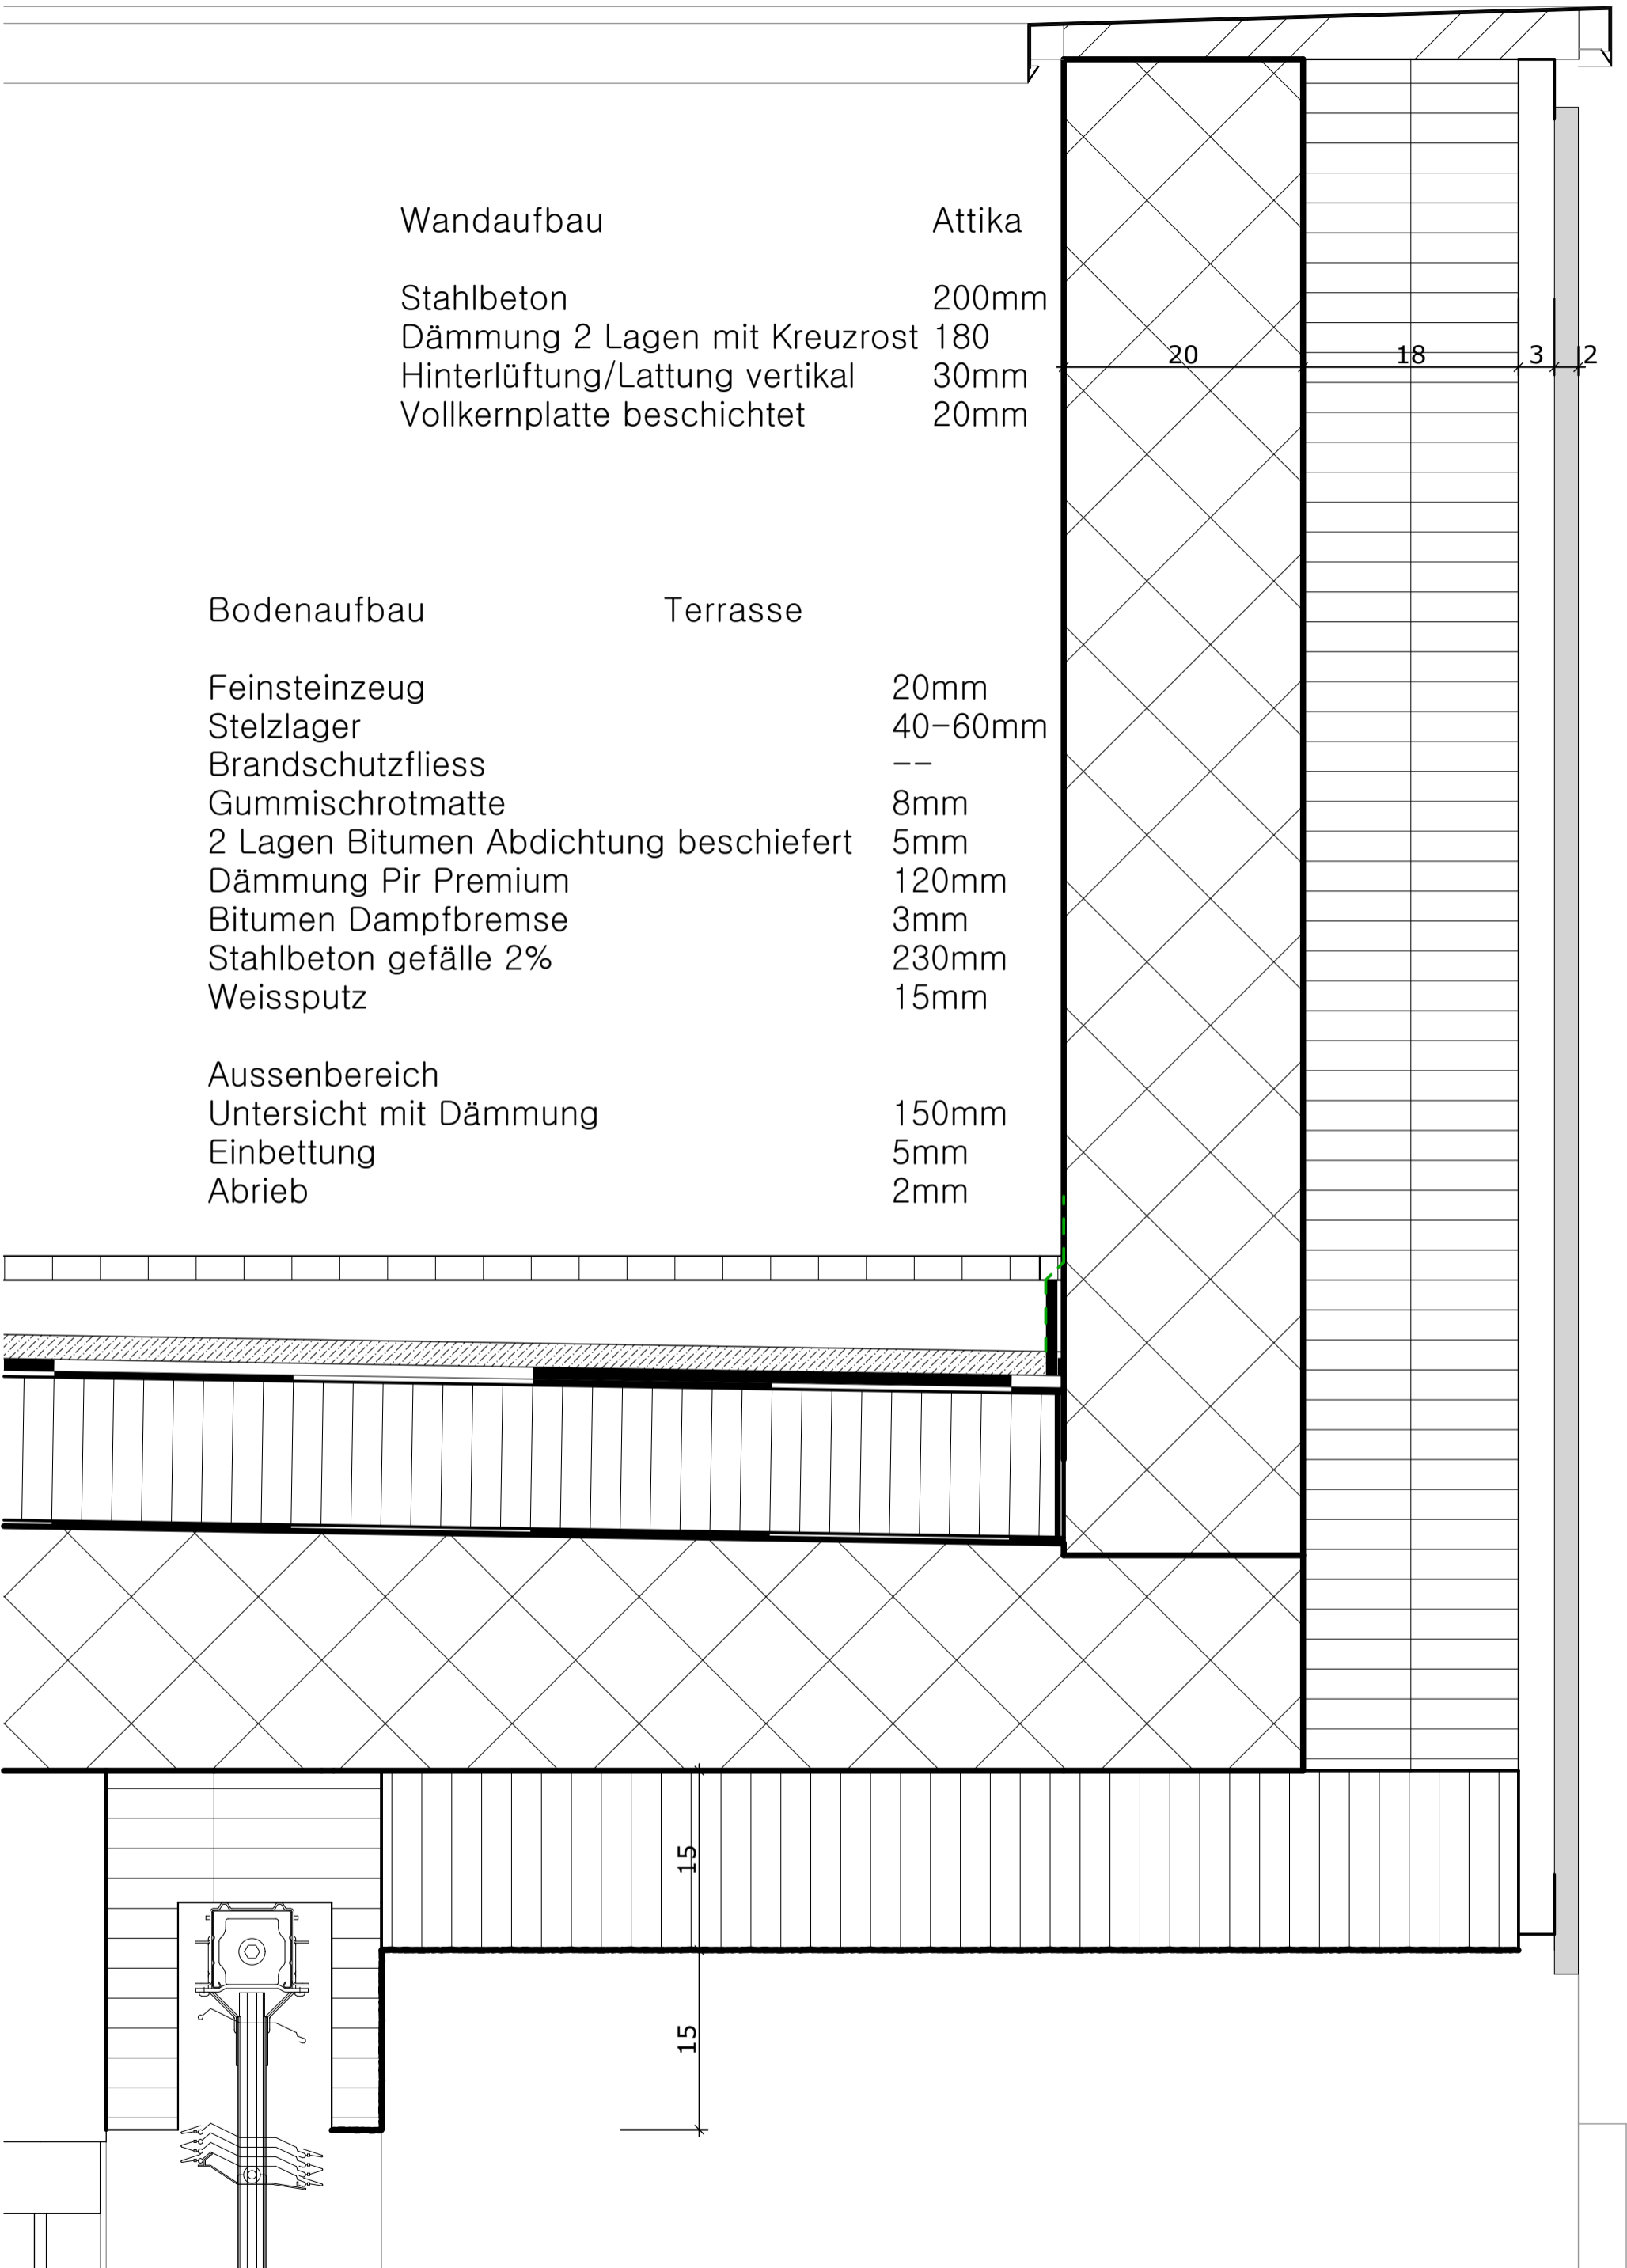 Wandaufbau Attika
Stahlbeton 200mm
Dämmung 2 Lagen mit Kreuzrost 180
Hinterlüftung/Lattung vertikal 30mm
Vollkernplatte beschichtet 20mm
20 18 3 2
Bodenaufbau Terrasse
Feinsteinzeug 20mm
Stelzlager 40-60mm
Brandschutzfliess --
Gummischrotmatte 8mm
2 Lagen Bitumen Abdichtung beschiefert 5mm
Dämmung Pir Premium 120mm
Bitumen Dampfbremse 3mm
Stahlbeton gefälle 2% 230mm
Weissputz 15mm
Aussenbereich
Untersicht mit Dämmung 150mm
Einbettung 5mm
Abrieb 2mm
15
15